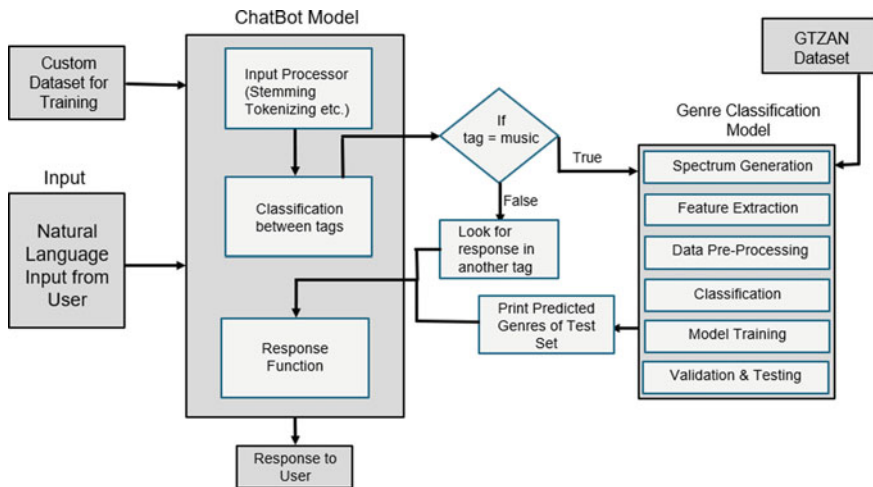 ChatBot Model
GTZAN
Dataset
Custom
Dataset for
Training
Input Processor
(Stemming
Tokenizing etc.)
If
tag = music
True
False
Genre Classification
Model
Spectrum Generation
Feature Extraction
Data Pre-Processing
Classification
Model Training
Validation & Testing
Input
Natural
Language
Input from
User
Classification
between tags
Look for
response in
another tag
Print Predicted
Genres of Test
Set
Response
Function
Response to
User